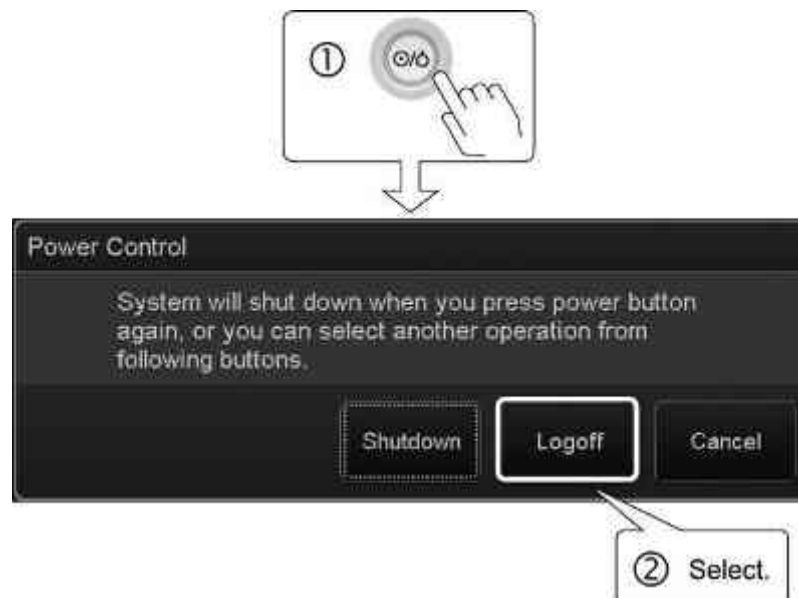 ①
Power Control
System will shut down when you press power button
again, or you can select another operation from
following buttons.
Shutdown Logoff Cancel
② Select.